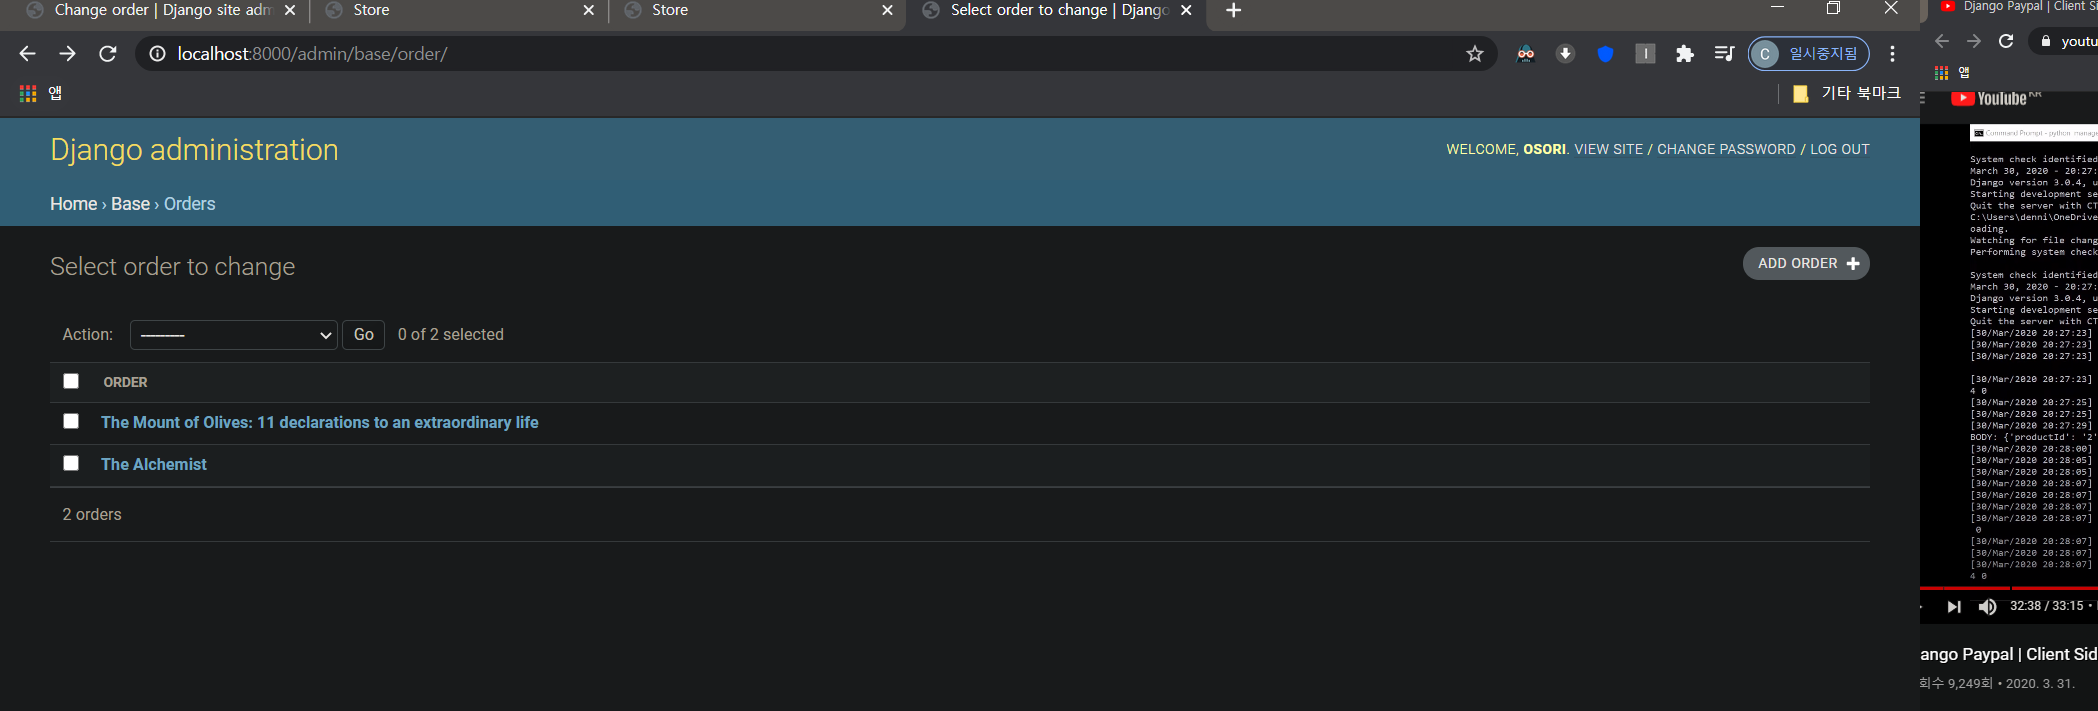 Change order | Django site adm
Store
Store
Select order to change | Django
localhost:8000/admin/base/order/
C 일시중지됨
앱
기타 북마크
Django administration
WELCOME, OSORI. VIEW SITE / CHANGE PASSWORD / LOG OUT
Home › Base › Orders
Select order to change
ADD ORDER +
Action: --------- Go 0 of 2 selected
ORDER
The Mount of Olives: 11 declarations to an extraordinary life
The Alchemist
2 orders
Django Paypal | Client Si
youtu
앱
YouTube KR
Command Prompt - python manage
System check identified
March 30, 2020 - 20:27:
Django version 3.0.4, u
Starting development se
Quit the server with CT
C:\Users\denni\OneDrive
oading.
Watching for file chang
Performing system check
System check identified
March 30, 2020 - 20:27:
Django version 3.0.4, u
Starting development se
Quit the server with CT
[30/Mar/2020 20:27:23]
[30/Mar/2020 20:27:23]
[30/Mar/2020 20:27:23]
[30/Mar/2020 20:27:23]
4 0
[30/Mar/2020 20:27:25]
[30/Mar/2020 20:27:25]
[30/Mar/2020 20:27:29]
BODY: {'productId': '2'
[30/Mar/2020 20:28:00]
[30/Mar/2020 20:28:05]
[30/Mar/2020 20:28:05]
[30/Mar/2020 20:28:07]
[30/Mar/2020 20:28:07]
[30/Mar/2020 20:28:07]
[30/Mar/2020 20:28:07]
0
[30/Mar/2020 20:28:07]
[30/Mar/2020 20:28:07]
[30/Mar/2020 20:28:07]
4 0
32:38 / 33:15 •
ango Paypal | Client Sid
회수 9,249회 • 2020. 3. 31.